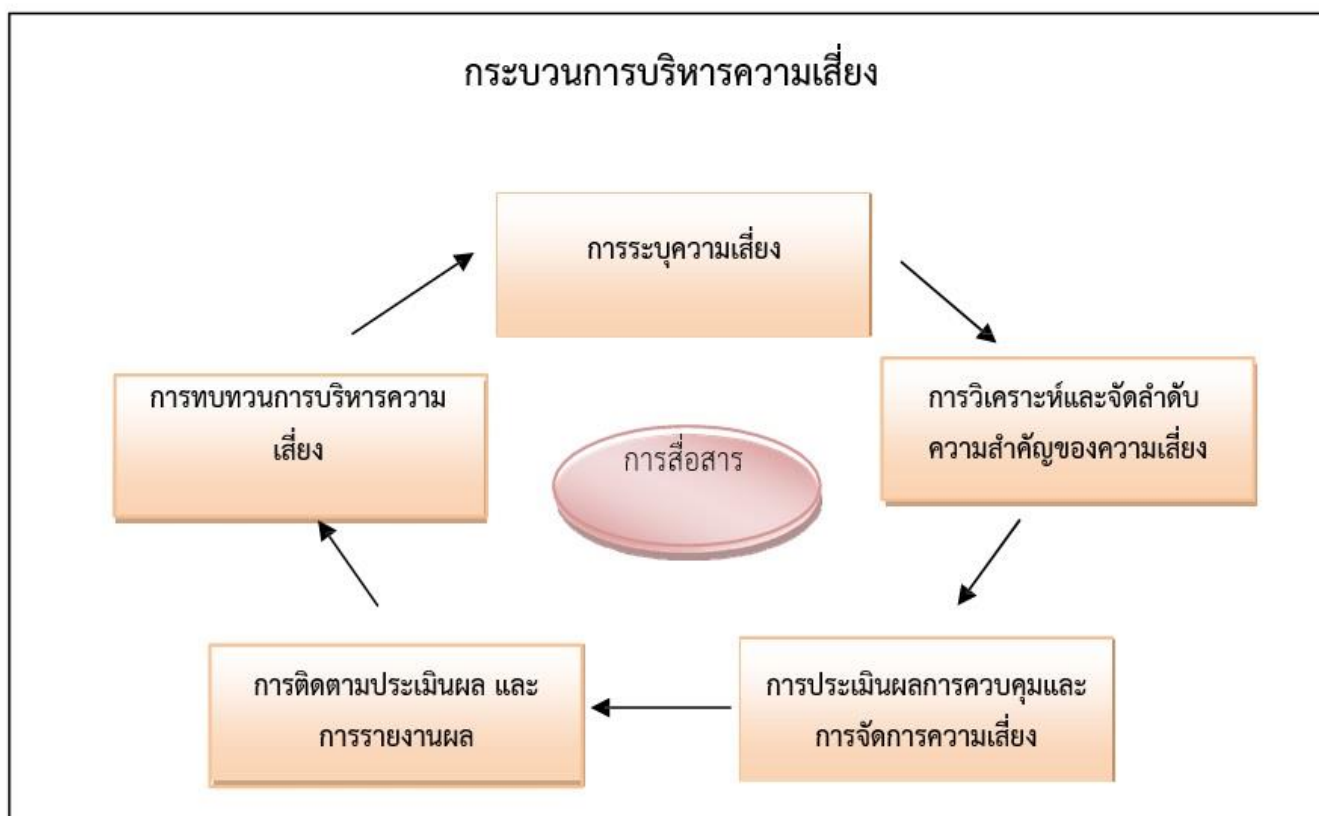 กระบวนการบริหารความเสี่ยง
การระบุความเสี่ยง
การวิเคราะห์และจัดลำดับ
ความสำคัญของความเสี่ยง
การประเมินผลการควบคุมและ
การจัดการความเสี่ยง
การติดตามประเมินผล และ
การรายงานผล
การทบทวนการบริหารความ
เสี่ยง
การสื่อสาร